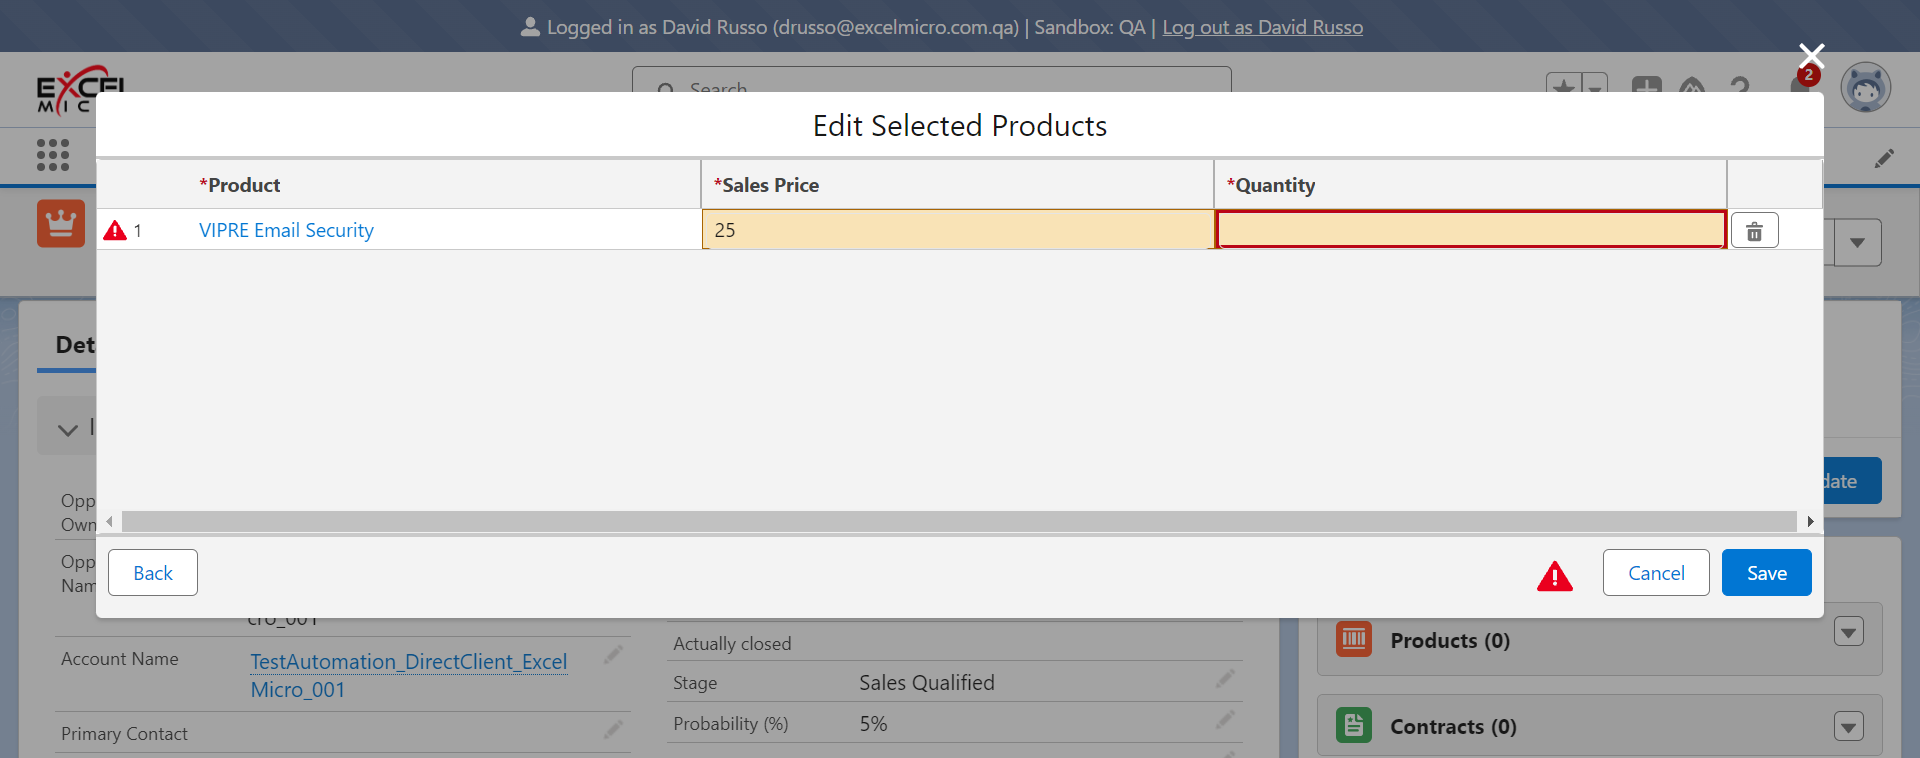 Logged in as David Russo (drusso@excelmicro.com.qa) | Sandbox: QA | Log out as David Russo
EXCEL
MIC
Search
2
Edit Selected Products
*Product
*Sales Price
*Quantity
1
VIPRE Email Security
25
Det
Opp
Own
Opp
Nam
date
Back
Cancel
Save
cro_001
Account Name
TestAutomation_DirectClient_Excel
Micro_001
Primary Contact
Actually closed
Stage
Sales Qualified
Probability (%)
5%
Products (0)
Contracts (0)